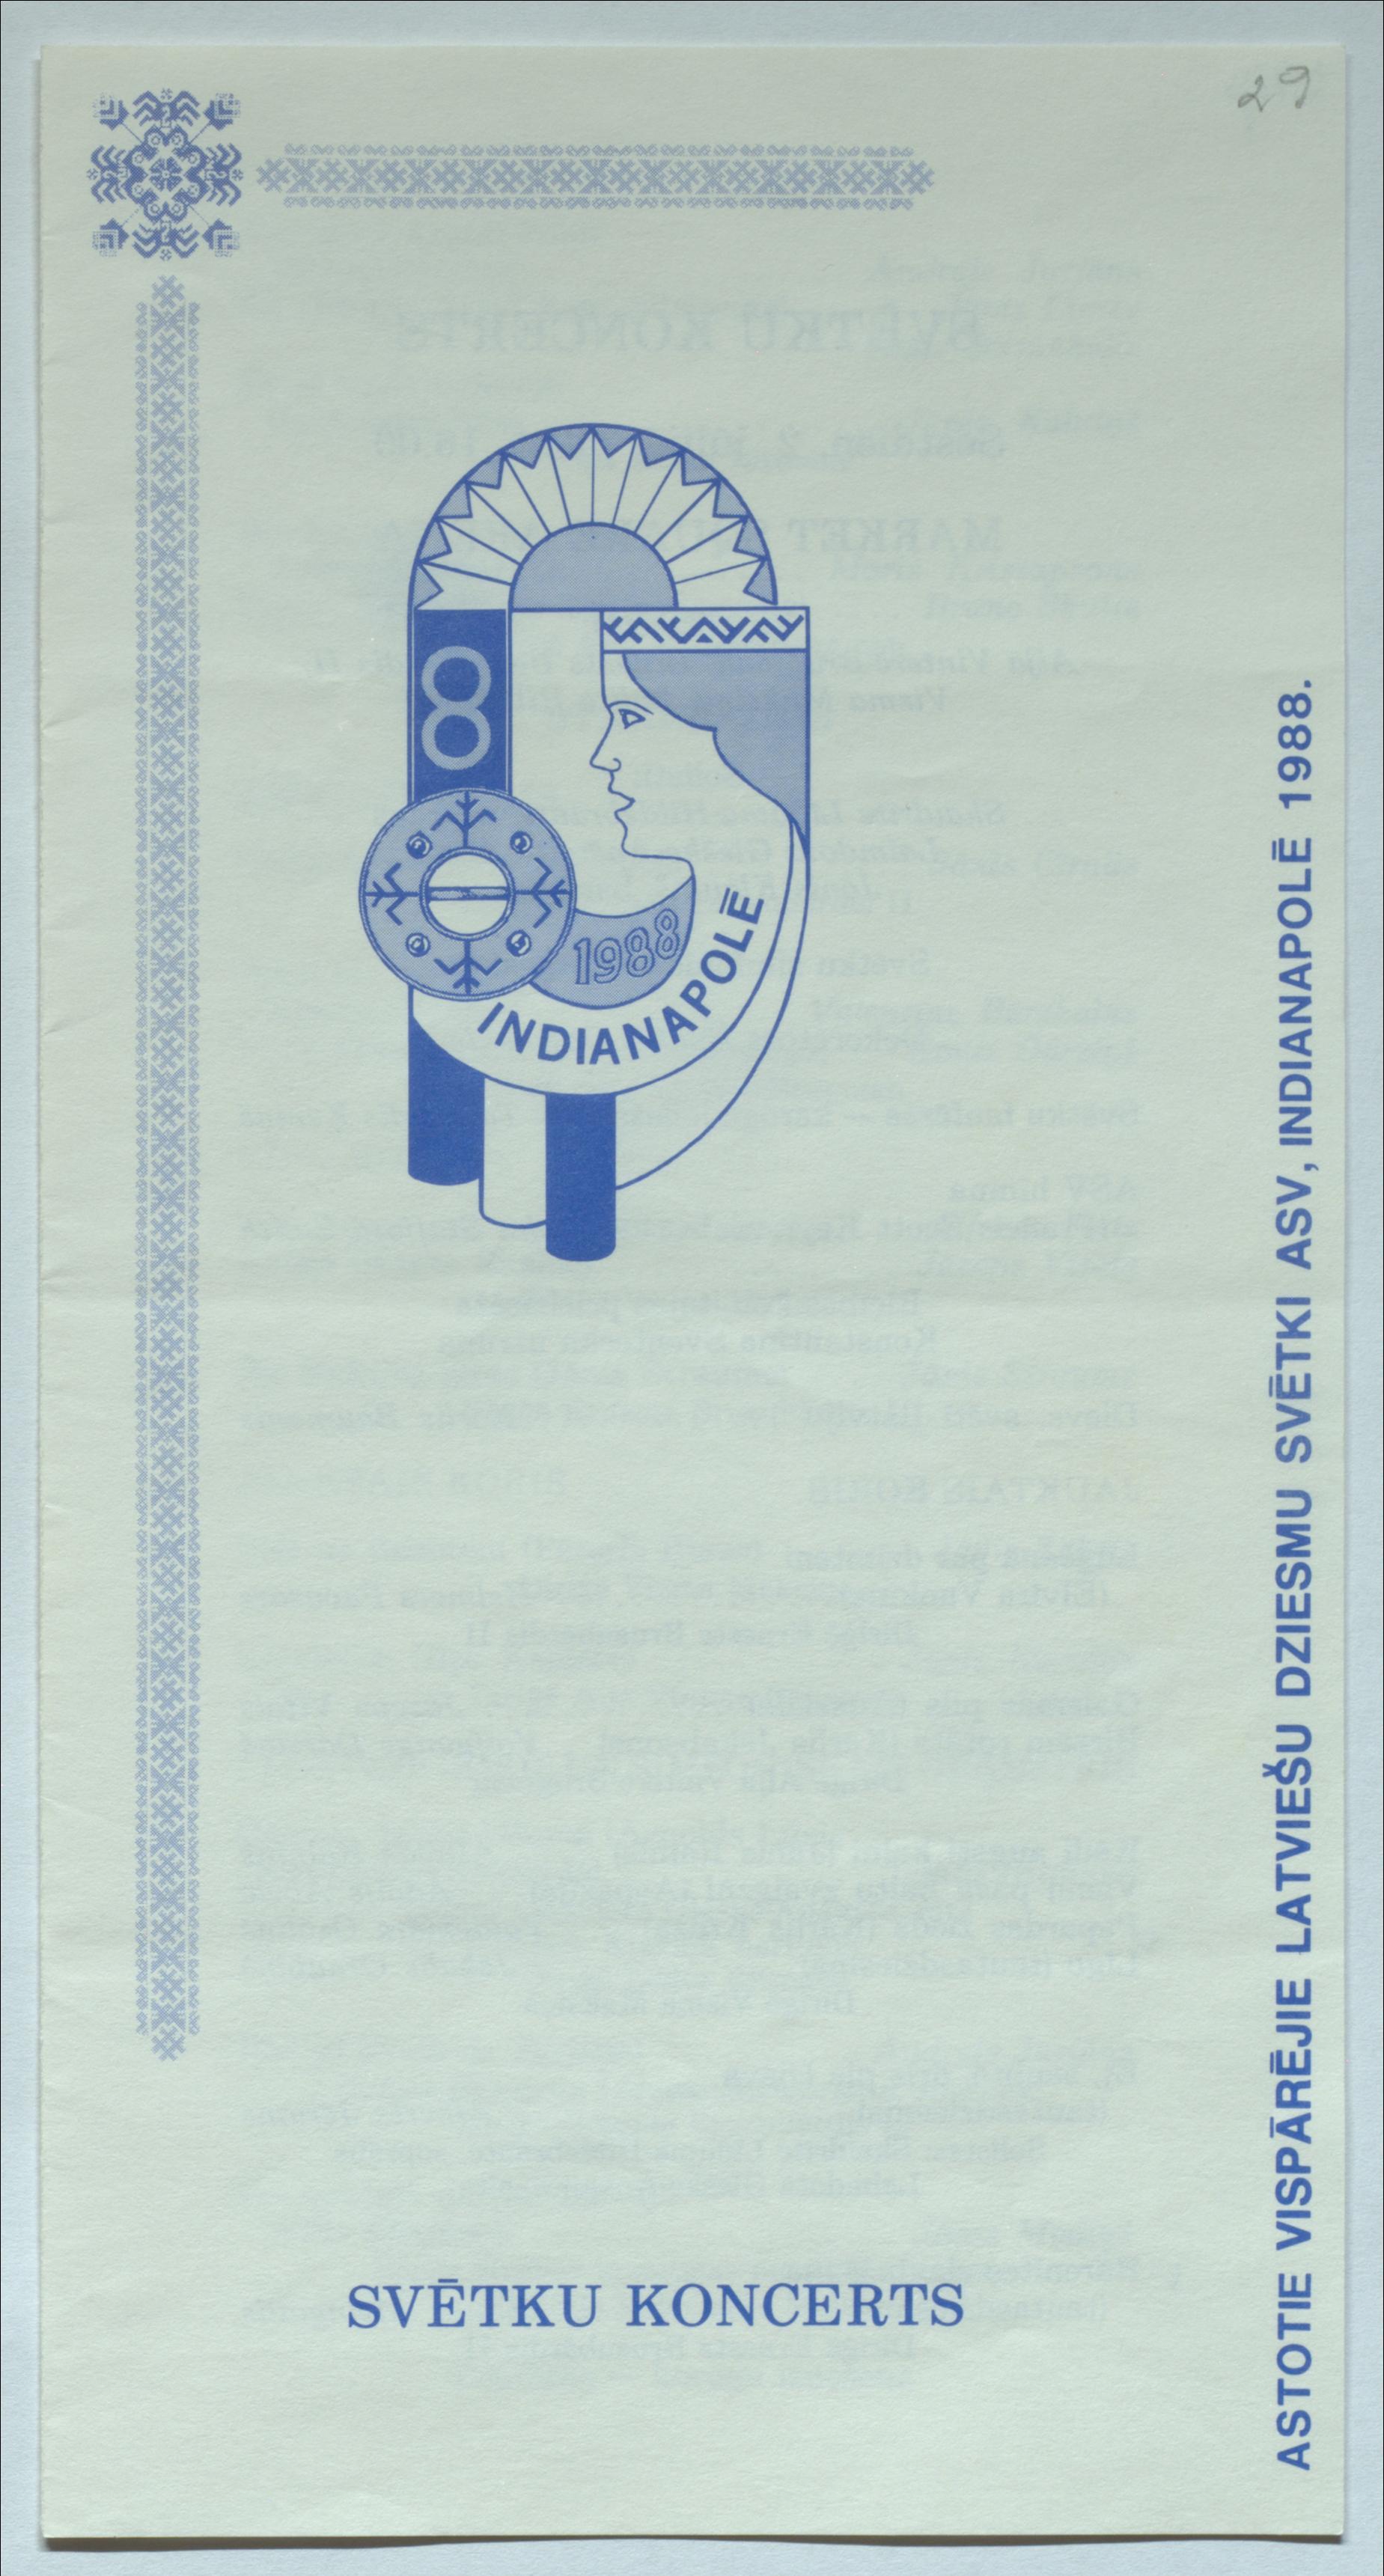 29
8
1988
INDIANAPOLĒ
SVĒTKU KONCERTS
ASTOTIE VISPĀRĒJIE LATVIEŠU DZIESMU SVĒTKI ASV, INDIANAPOLĒ 1988.